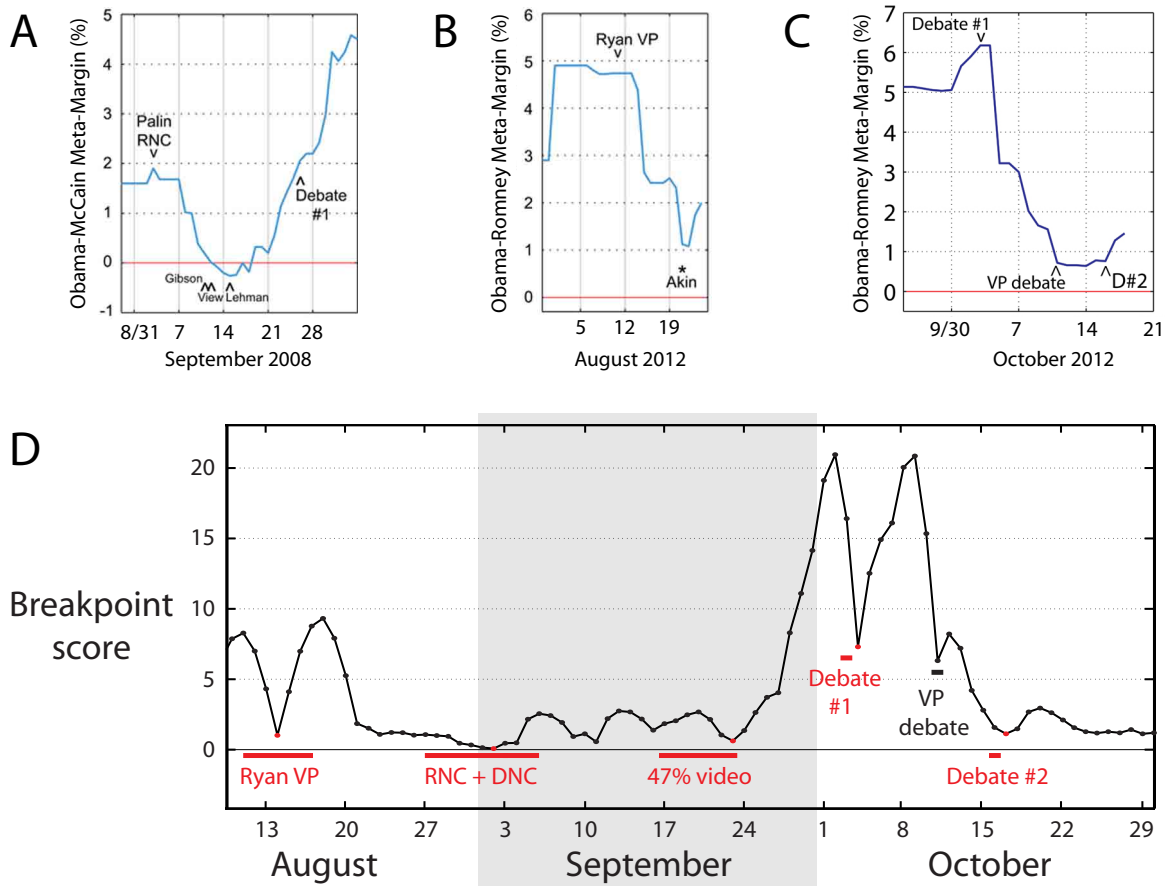 A
Obama-McCain Meta-Margin (%)
5
4
3
2
1
0
-1
Palin
RNC
Debate
#1
Gibson
View
Lehman
8/31 7 14 21 28
September 2008
B
Obama-Romney Meta-Margin (%)
6
5
4
3
2
1
0
Ryan VP
*
Akin
5 12 19
August 2012
C
Obama-Romney Meta-Margin (%)
7
6
5
4
3
2
1
0
Debate #1
VP debate
D#2
9/30 7 14 21
October 2012
D
Breakpoint
score
20
15
10
5
0
Debate
#1
VP
debate
Ryan VP
RNC + DNC
47% video
Debate #2
13 20 27 3 10 17 24 1 8 15 22 29
August September October